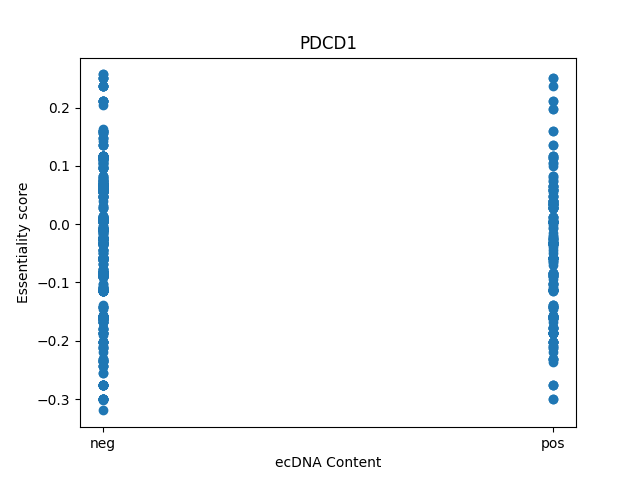 PDCD1
Essentiality score
0.2
0.1
0.0
−0.1
−0.2
−0.3
neg
pos
ecDNA Content